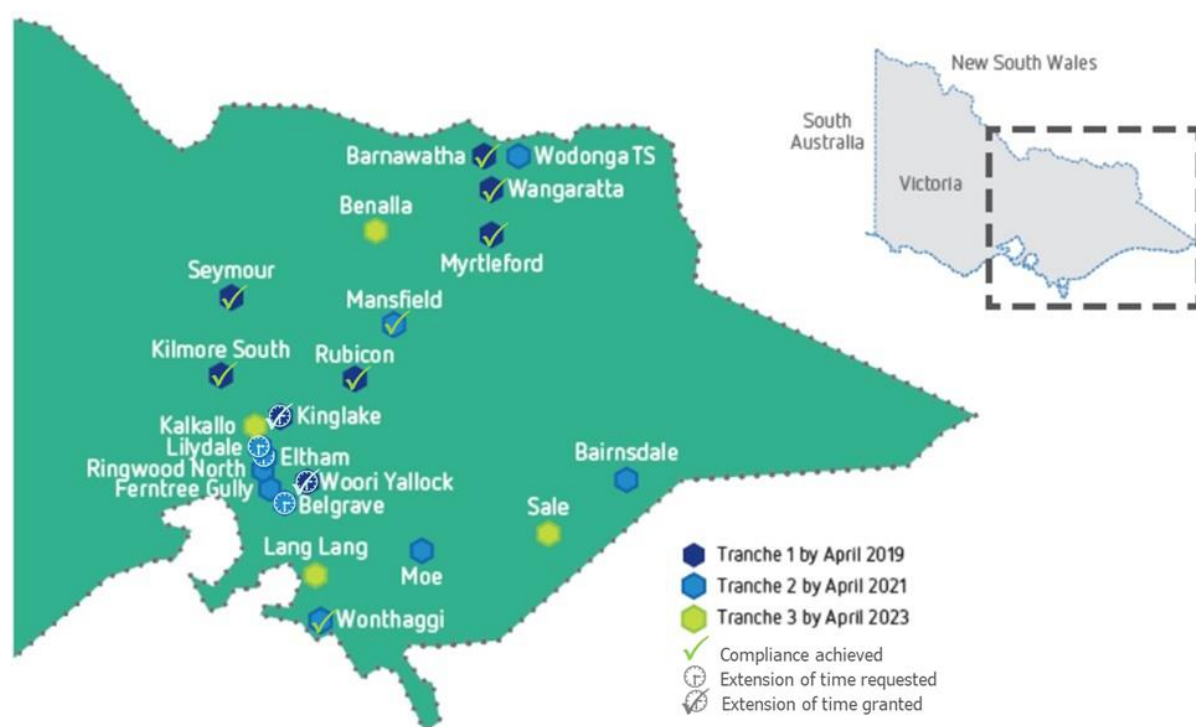 New South Wales
South
Australia
Victoria
Barnawatha
Wodonga TS
Wangaratta
Benalla
Myrtleford
Seymour
Mansfield
Kilmore South
Rubicon
Kinglake
Kalkallo
Lilydale
Eltham
Ringwood North
Woori Yallock
Ferntree Gully
Belgrave
Bairnsdale
Sale
Lang Lang
Moe
Wonthaggi
Tranche 1 by April 2019
Tranche 2 by April 2021
Tranche 3 by April 2023
Compliance achieved
Extension of time requested
Extension of time granted